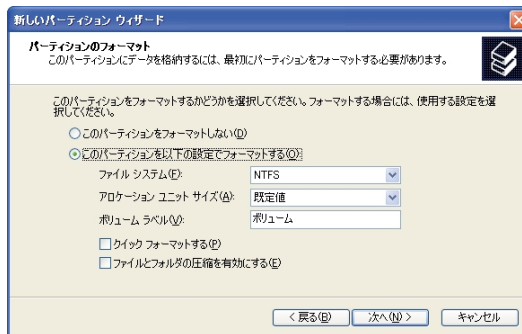 新しいパーティション ウィザード
パーティションのフォーマット
このパーティションにデータを格納するには、最初にパーティションをフォーマットする必要があります。
このパーティションをフォーマットするかどうかを選択してください。フォーマットする場合には、使用する設定を選
択してください。
このパーティションをフォーマットしない(D)
このパーティションを以下の設定でフォーマットする(O):
ファイル システム(F): NTFS
アロケーション ユニット サイズ(A): 既定値
ボリューム ラベル(V): ボリューム
クイック フォーマットする(P)
ファイルとフォルダの圧縮を有効にする(E)
< 戻る(B) 次へ(N) > キャンセル